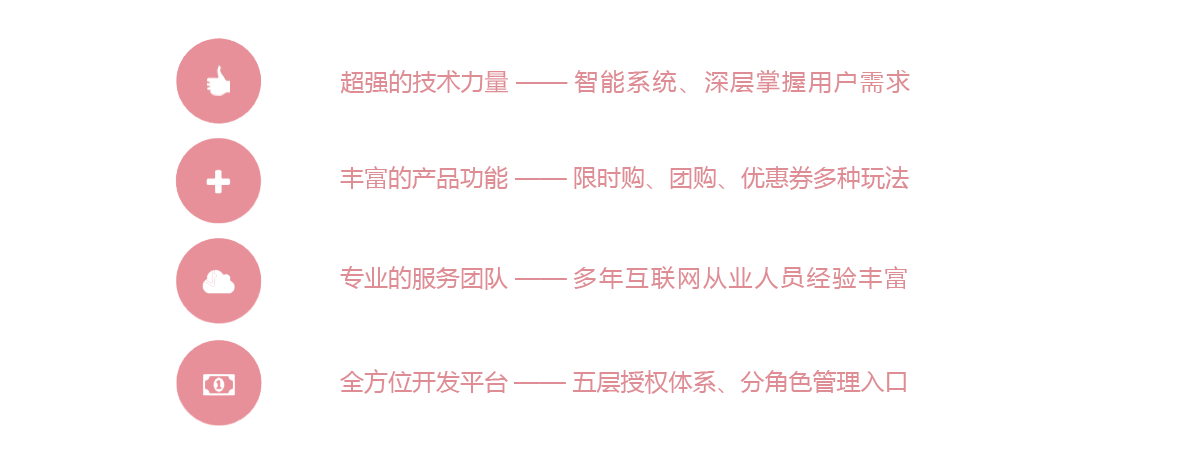 超强的技术力量 —— 智能系统、深层掌握用户需求
丰富的产品功能 —— 限时购、团购、优惠券多种玩法
专业的服务团队 —— 多年互联网从业人员经验丰富
全方位开发平台 —— 五层授权体系、分角色管理入口